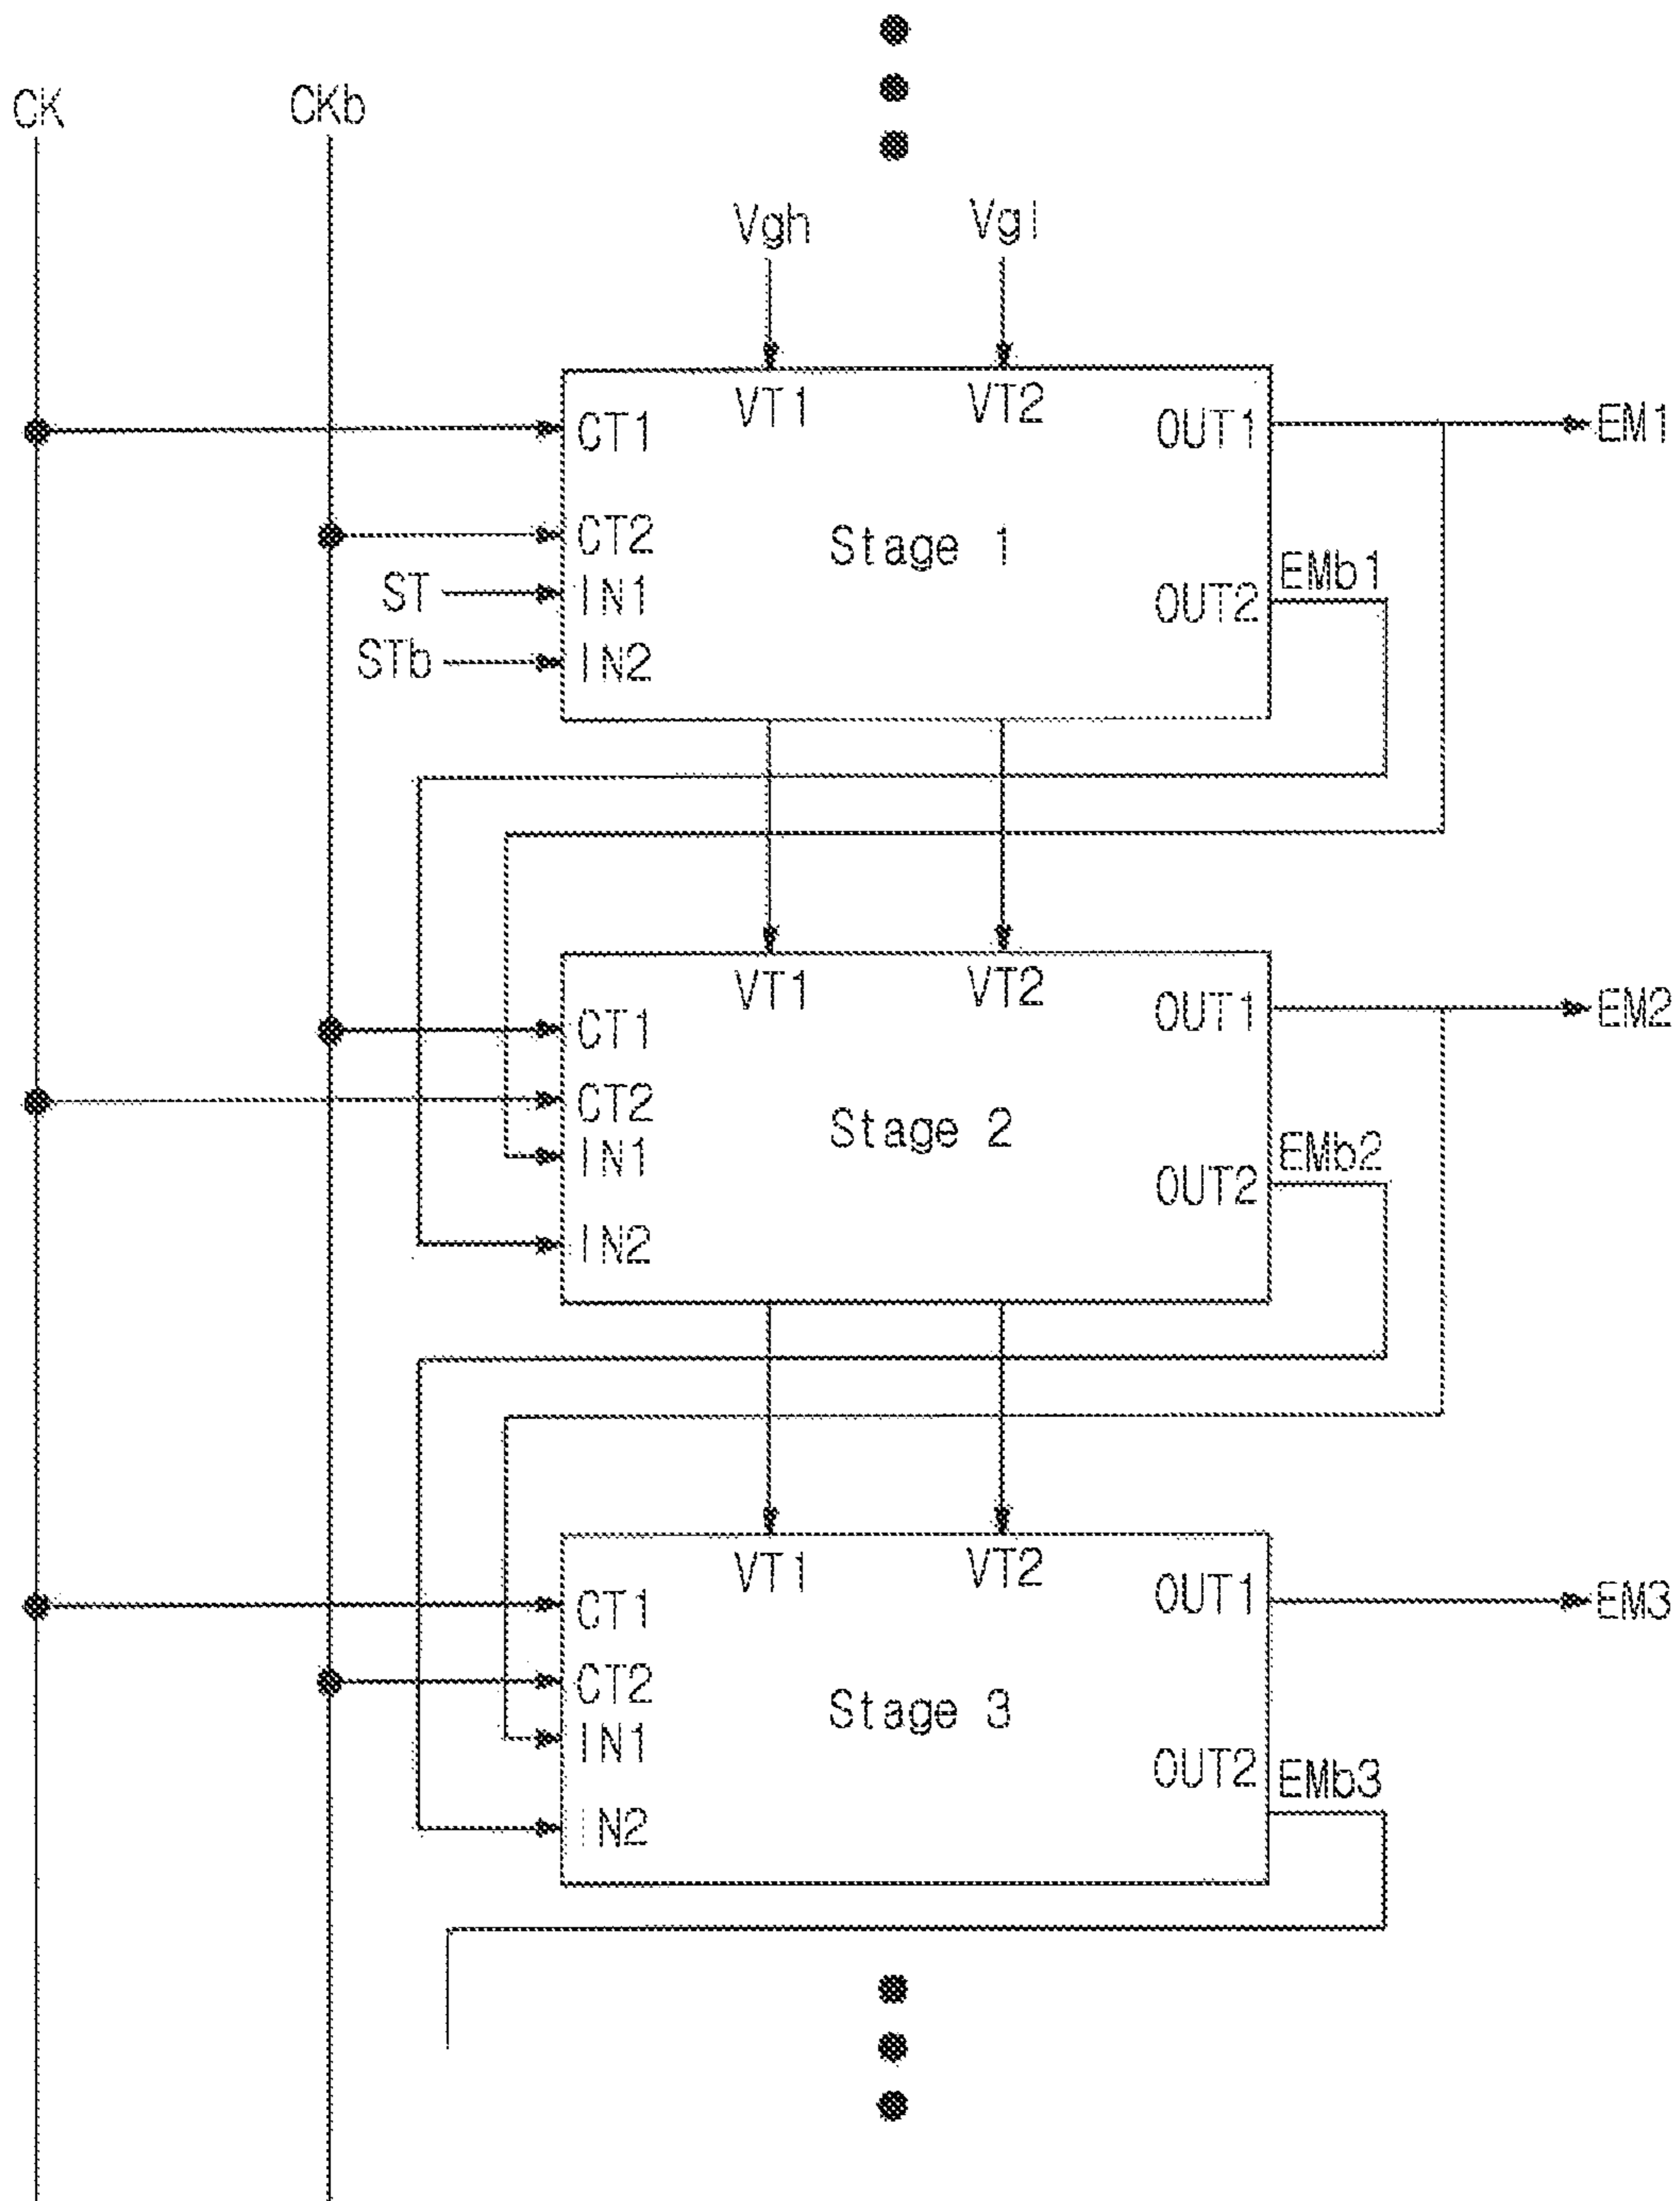 CK
CKb
Vgh
Vgl
VT1
VT2
CT1
OUT1
EM1
CT2
Stage 1
ST
IN1
EMb1
OUT2
STb
IN2
VT1
VT2
CT1
OUT1
EM2
CT2
Stage 2
IN1
EMb2
OUT2
IN2
VT1
VT2
CT1
OUT1
EM3
CT2
Stage 3
IN1
OUT2
EMb3
IN2